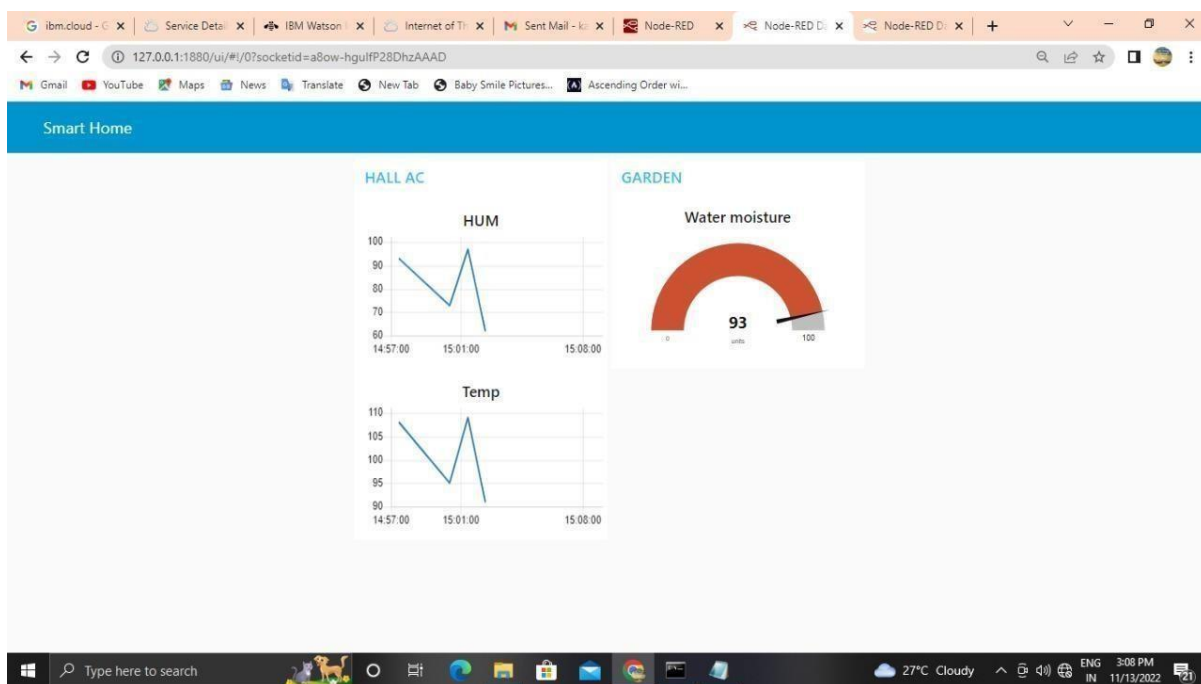 ibm.cloud - G
Service Detai
IBM Watson
Internet of Th
Sent Mail - k
Node-RED
Node-RED D
Node-RED D
127.0.0.1:1880/ui/#!/0?socketid=a8ow-hguIfP28DhzAAAD
Gmail YouTube Maps News Translate New Tab Baby Smile Pictures... Ascending Order wi...
Smart Home
HALL AC
HUM
100
90
80
70
60
14:57:00 15:01:00 15:08:00
Temp
110
105
100
95
90
14:57:00 15:01:00 15:08:00
GARDEN
Water moisture
93
units
0 100
Type here to search
27°C Cloudy
ENG
IN
3:08 PM
11/13/2022
21